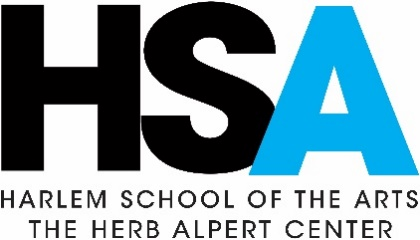 HSA
HARLEM SCHOOL OF THE ARTS
THE HERB ALPERT CENTER